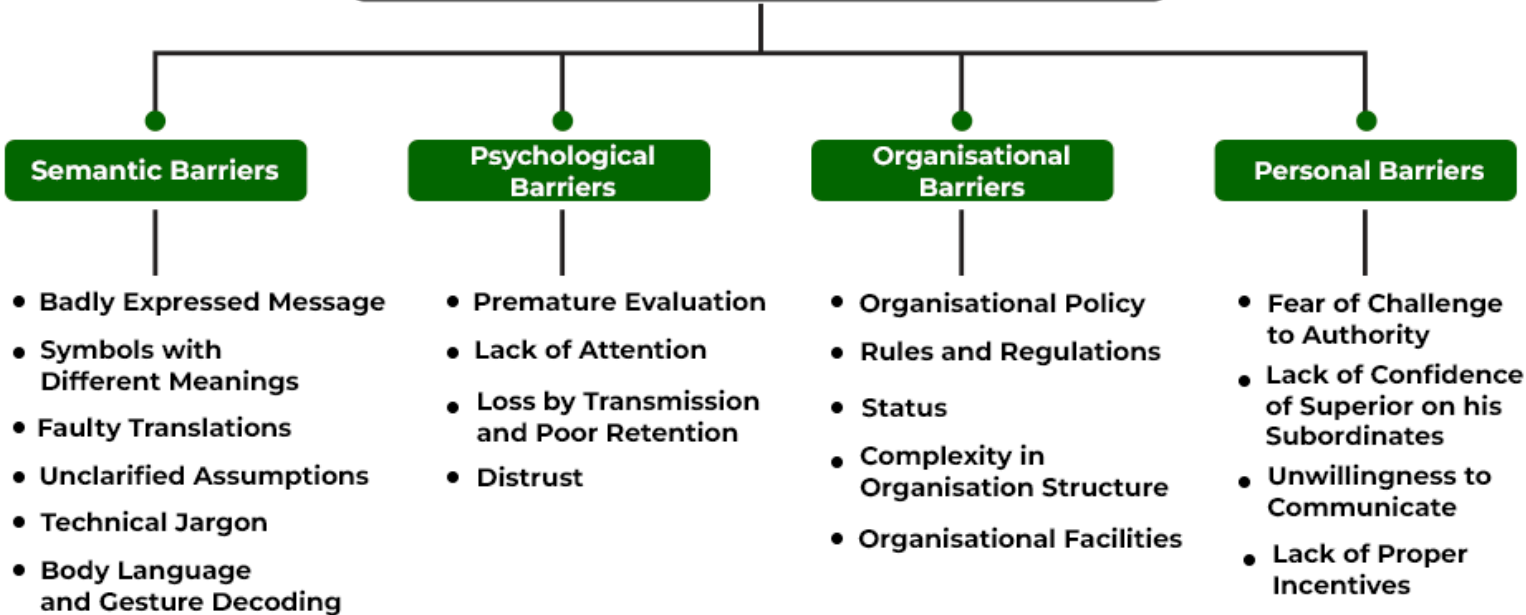 Semantic Barriers
Badly Expressed Message
Symbols with
Different Meanings
Faulty Translations
Unclarified Assumptions
Technical Jargon
Body Language
and Gesture Decoding
Psychological
Barriers
Premature Evaluation
Lack of Attention
Loss by Transmission
and Poor Retention
Distrust
Organisational
Barriers
Organisational Policy
Rules and Regulations
Status
Complexity in
Organisation Structure
Organisational Facilities
Personal Barriers
Fear of Challenge
to Authority
Lack of Confidence
of Superior on his
Subordinates
Unwillingness to
Communicate
Lack of Proper
Incentives